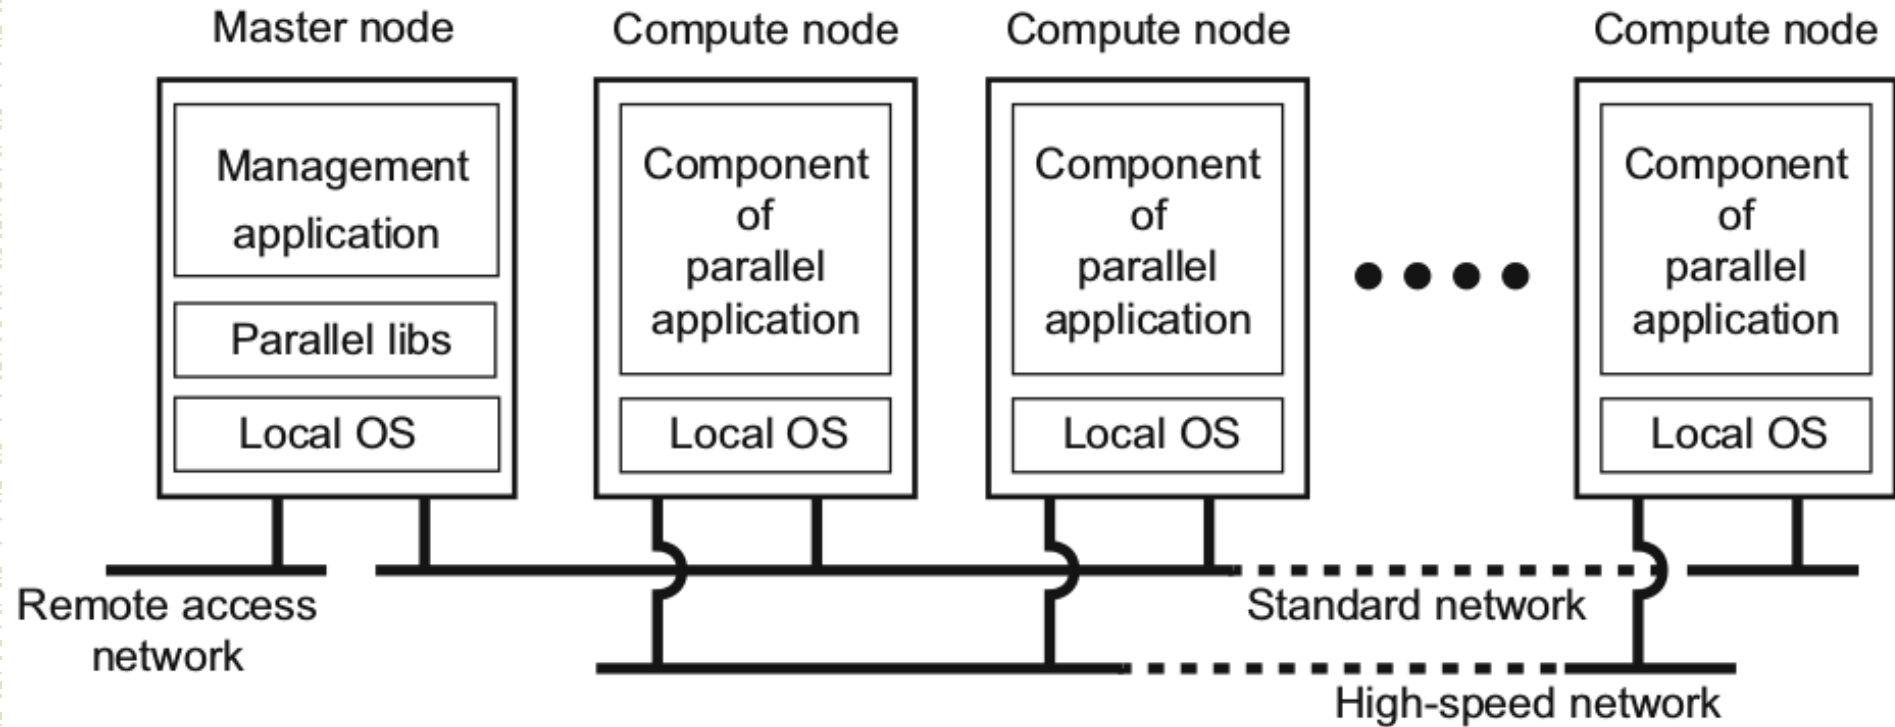 Master node
Compute node
Compute node
Compute node
Management
application
Parallel libs
Local OS
Component
of
parallel
application
Local OS
Component
of
parallel
application
Local OS
Component
of
parallel
application
Local OS
Remote access
network
Standard network
High-speed network